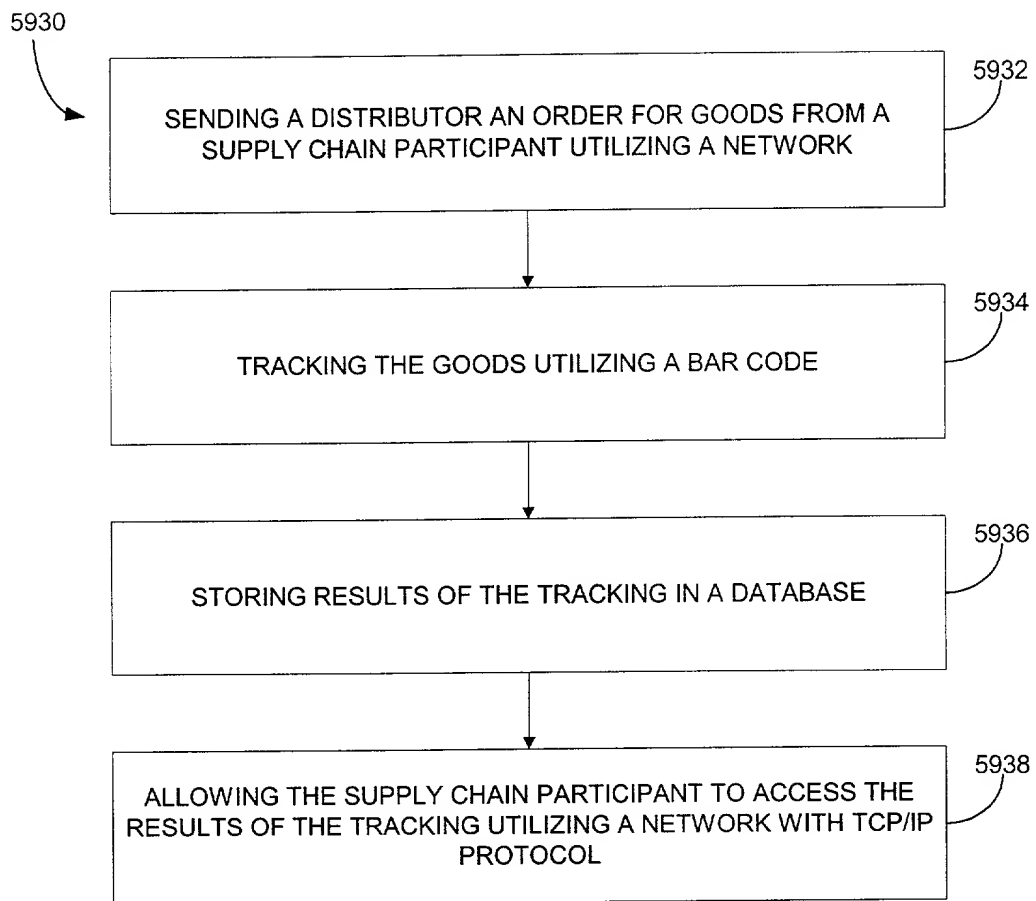 5930
5932
SENDING A DISTRIBUTOR AN ORDER FOR GOODS FROM A
SUPPLY CHAIN PARTICIPANT UTILIZING A NETWORK
5934
TRACKING THE GOODS UTILIZING A BAR CODE
5936
STORING RESULTS OF THE TRACKING IN A DATABASE
5938
ALLOWING THE SUPPLY CHAIN PARTICIPANT TO ACCESS THE
RESULTS OF THE TRACKING UTILIZING A NETWORK WITH TCP/IP
PROTOCOL